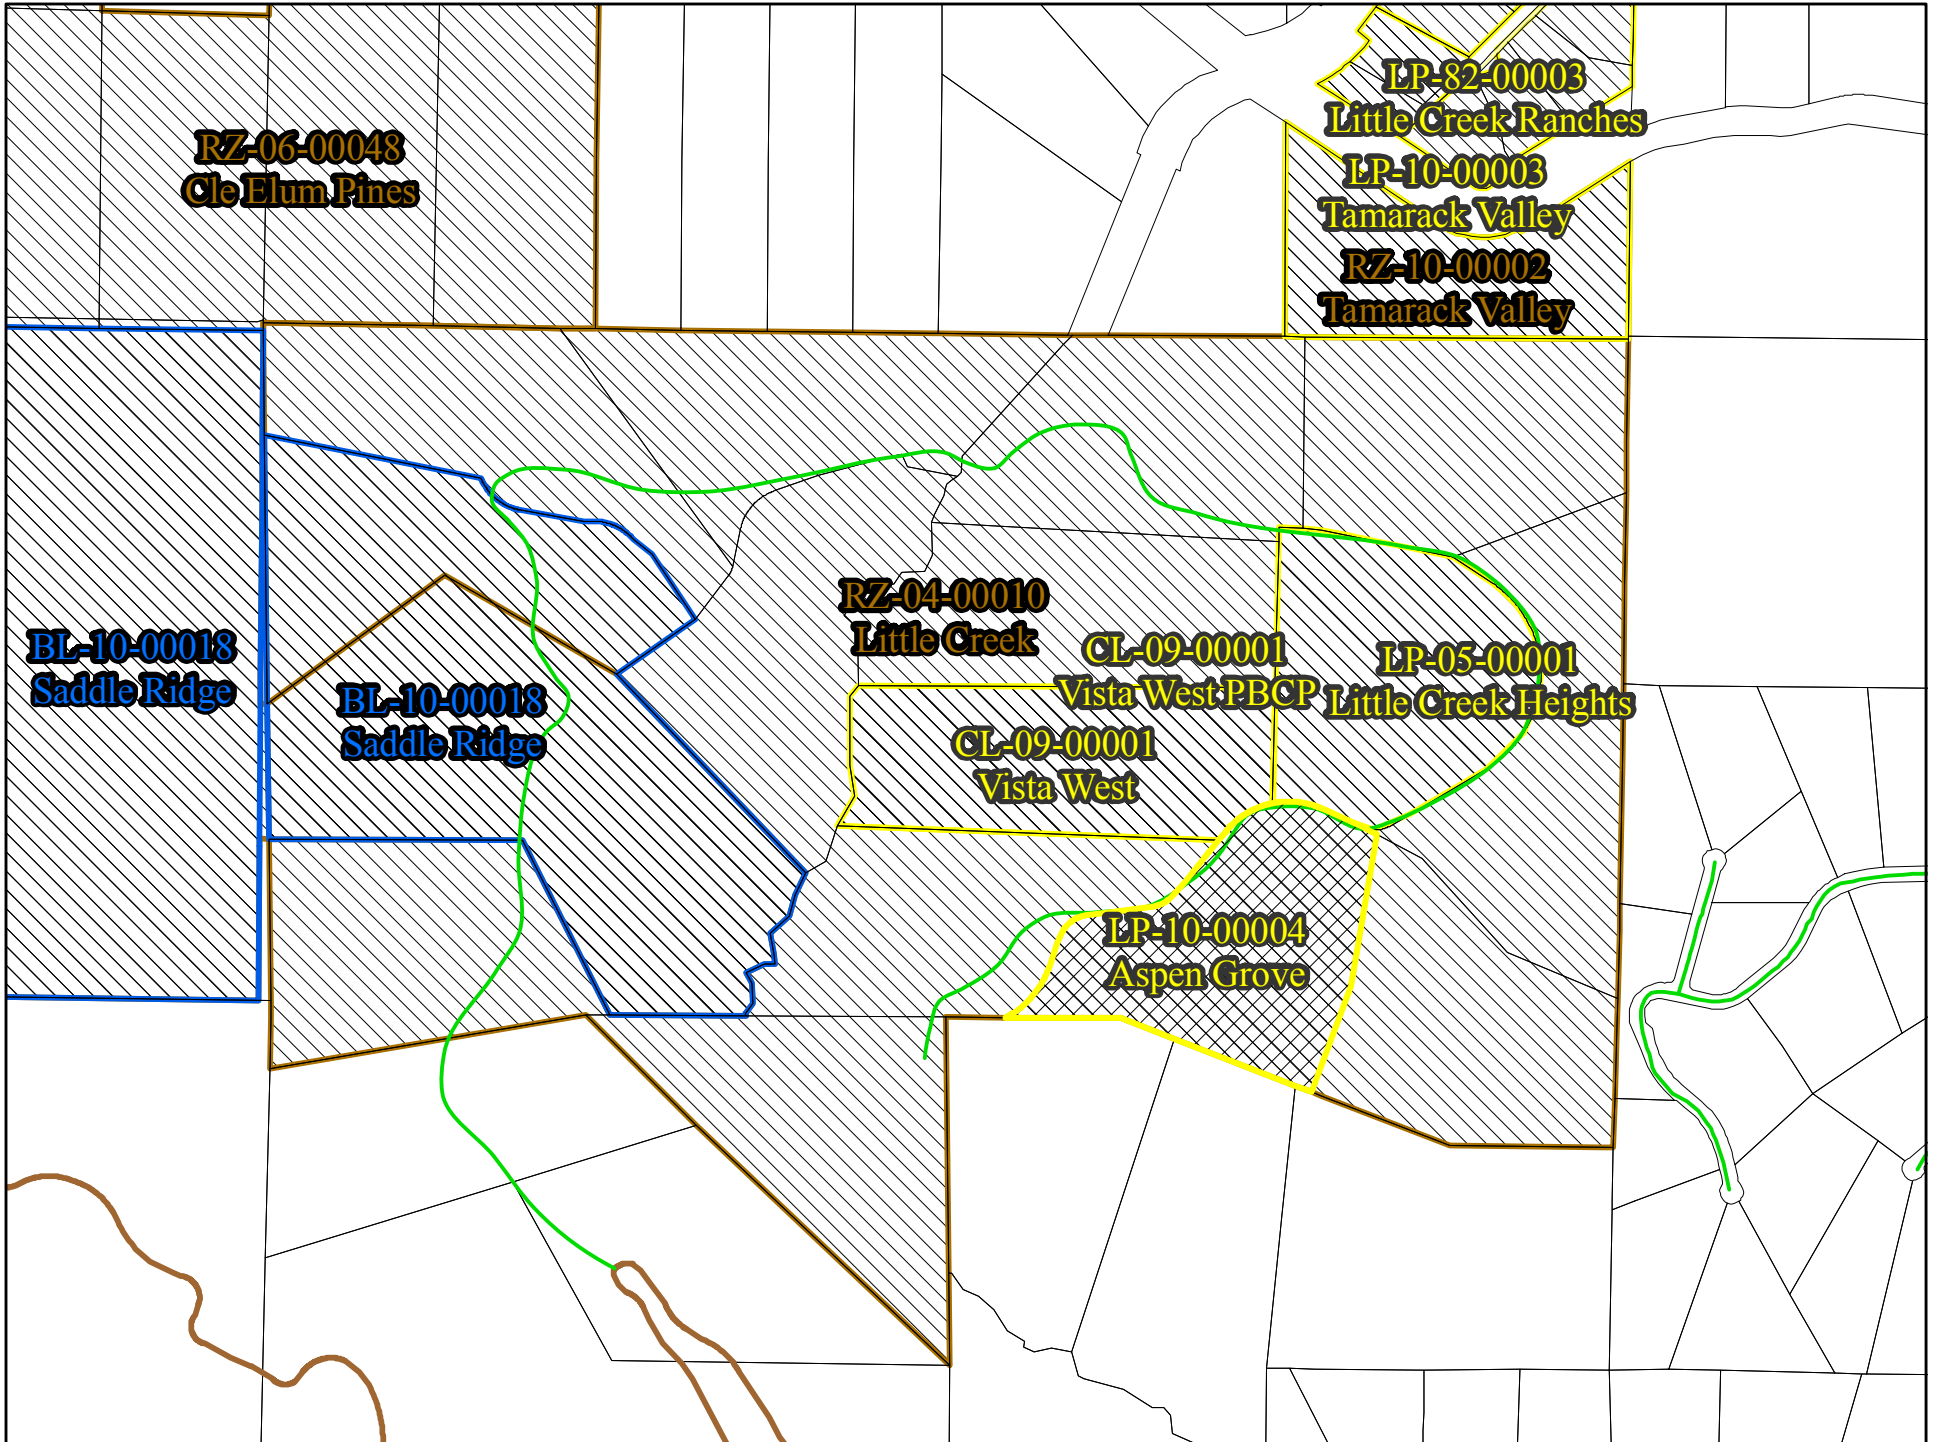 LP-82-00003
Little Creek Ranches
RZ-06-00048
Cle Elum Pines
LP-10-00003
Tamarack Valley
RZ-10-00002
Tamarack Valley
RZ-04-00010
Little Creek
BL-10-00018
Saddle Ridge
BL-10-00018
Saddle Ridge
CL-09-00001
Vista West PBCP
LP-05-00001
Little Creek Heights
CL-09-00001
Vista West
LP-10-00004
Aspen Grove